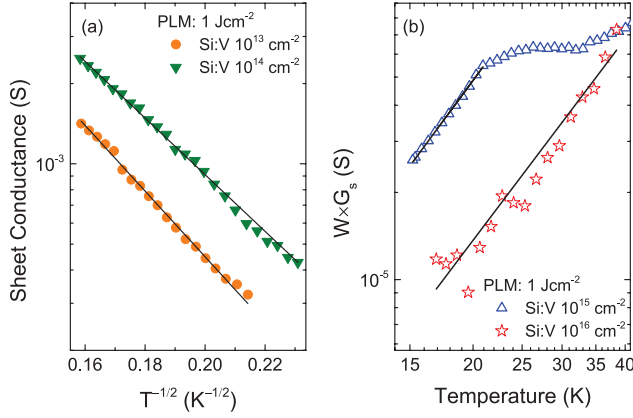 (a)
PLM: 1 Jcm-2
Si:V 10¹³ cm-2
Si:V 10¹⁴ cm-2
Sheet Conductance (S)
10-3
0.16 0.18 0.20 0.22
T-1/2 (K-1/2)
(b)
W×Gs (S)
10-5
PLM: 1 Jcm-2
Si:V 10¹⁵ cm-2
Si:V 10¹⁶ cm-2
15 20 25 30 35 40
Temperature (K)